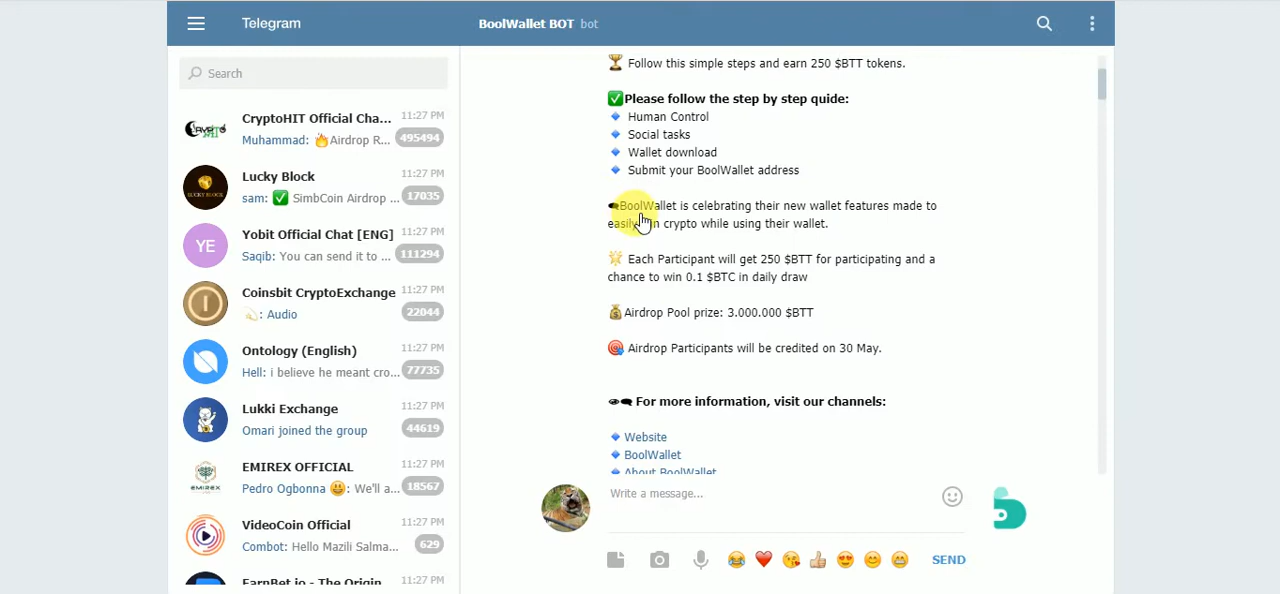 Telegram
BoolWallet BOT bot
Search
CryptoHIT Official Cha... 11:27 PM
Muhammad: 🔥Airdrop R... 495494
Lucky Block 11:27 PM
sam: ✅ SimbCoin Airdrop ... 17035
YE
Yobit Official Chat [ENG] 11:27 PM
Saqib: You can send it to ... 111294
Coinsbit CryptoExchange 11:27 PM
: Audio 22044
Ontology (English) 11:27 PM
Hell: i believe he meant cro... 77735
Lukki Exchange 11:27 PM
Omari joined the group 44619
EMIREX OFFICIAL 11:27 PM
Pedro Ogbonna 😃: We'll a... 18567
VideoCoin Official 11:27 PM
Combot: Hello Mazili Salma... 629
EarnBet.io - The Origin 11:27 PM
🏆 Follow this simple steps and earn 250 $BTT tokens.
✅Please follow the step by step quide:
🔹 Human Control
🔹 Social tasks
🔹 Wallet download
🔹 Submit your BoolWallet address
BoolWallet is celebrating their new wallet features made to
crypto while using their wallet.
🌟 Each Participant will get 250 $BTT for participating and a
chance to win 0.1 $BTC in daily draw
💰Airdrop Pool prize: 3.000.000 $BTT
🎯 Airdrop Participants will be credited on 30 May.
👁‍🗨 For more information, visit our channels:
🔹 Website
🔹 BoolWallet
🔹 About BoolWallet
Write a message...
SEND